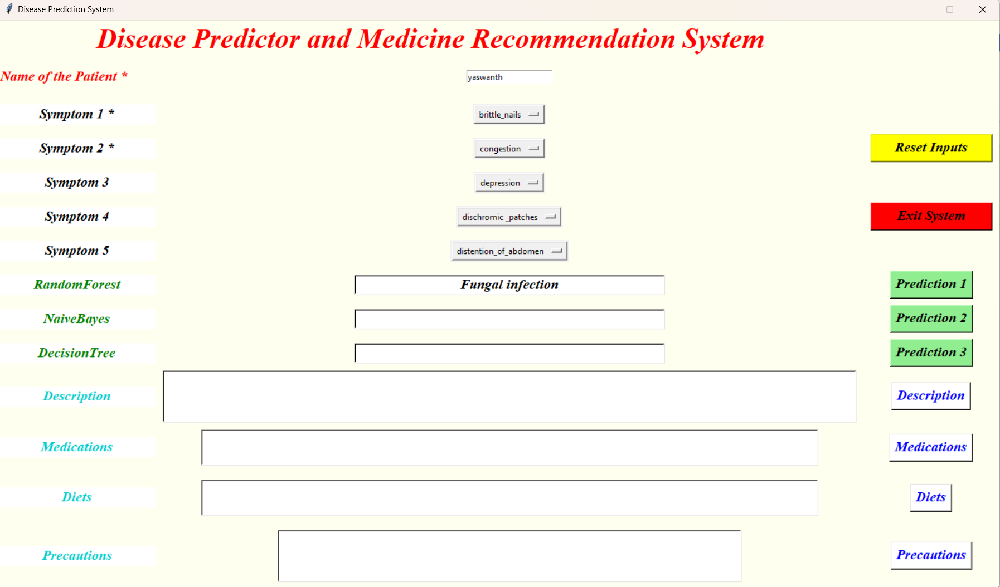 Disease Prediction System
Disease Predictor and Medicine Recommendation System
Name of the Patient * yaswanth
Symptom 1 * brittle_nails
Symptom 2 * congestion Reset Inputs
Symptom 3 depression
Symptom 4 dischromic _patches Exit System
Symptom 5 distention_of_abdomen
RandomForest Fungal infection Prediction 1
NaiveBayes Prediction 2
DecisionTree Prediction 3
Description Description
Medications Medications
Diets Diets
Precautions Precautions